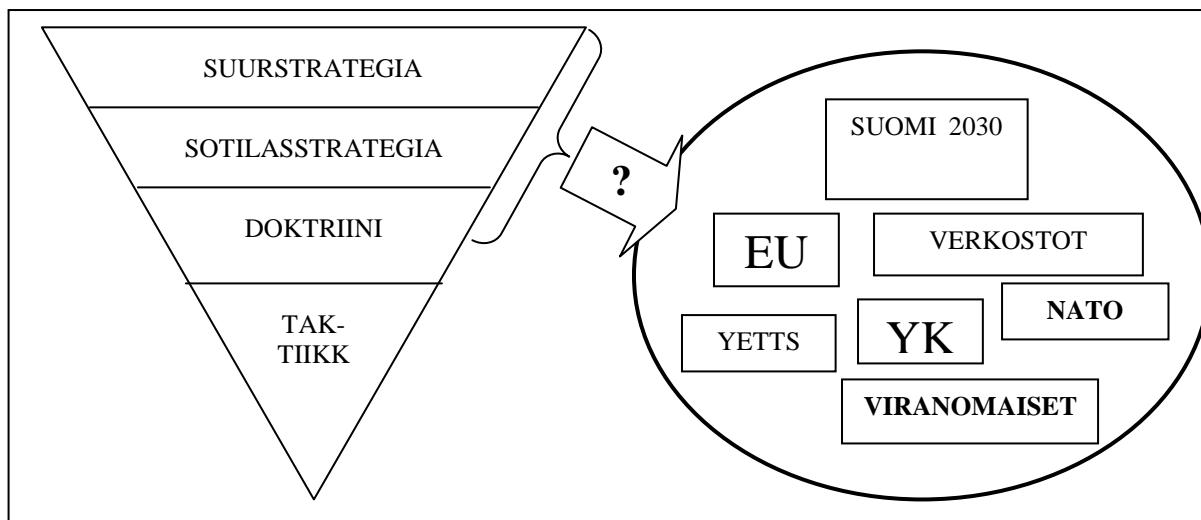 SUURSTRATEGIA
SOTILASSTRATEGIA
DOKTRIINI
TAK-
TIIKK
?
SUOMI 2030
EU
VERKOSTOT
NATO
YETTS
YK
VIRANOMAISET